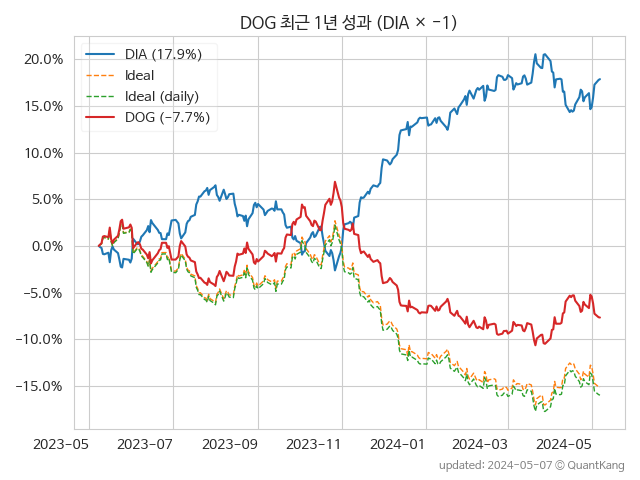 DOG 최근 1년 성과 (DIA × −1)
DIA (17.9%)
Ideal
Ideal (daily)
DOG (−7.7%)
20.0%
15.0%
10.0%
5.0%
0.0%
−5.0%
−10.0%
−15.0%
2023-05 2023-07 2023-09 2023-11 2024-01 2024-03 2024-05
updated: 2024-05-07 © QuantKang